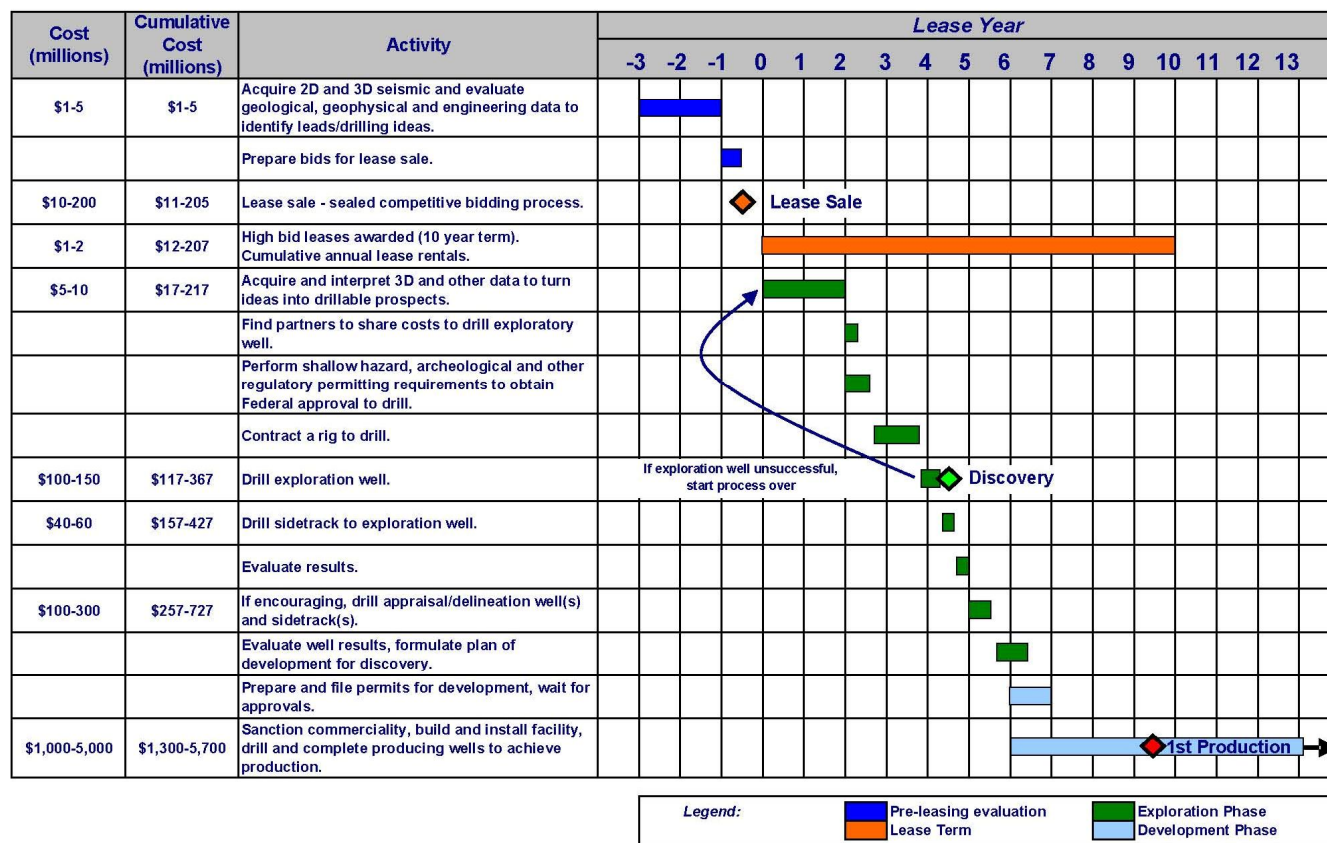 Cost
(millions)
Cumulative
Cost
(millions)
Activity
Lease Year
-3 -2 -1 0 1 2 3 4 5 6 7 8 9 10 11 12 13
$1-5
$1-5
Acquire 2D and 3D seismic and evaluate
geological, geophysical and engineering data to
identify leads/drilling ideas.
Prepare bids for lease sale.
$10-200
$11-205
Lease sale - sealed competitive bidding process.
Lease Sale
$1-2
$12-207
High bid leases awarded (10 year term).
Cumulative annual lease rentals.
$5-10
$17-217
Acquire and interpret 3D and other data to turn
ideas into drillable prospects.
Find partners to share costs to drill exploratory
well.
Perform shallow hazard, archeological and other
regulatory permitting requirements to obtain
Federal approval to drill.
Contract a rig to drill.
$100-150
$117-367
Drill exploration well.
If exploration well unsuccessful,
start process over
Discovery
$40-60
$157-427
Drill sidetrack to exploration well.
Evaluate results.
$100-300
$257-727
If encouraging, drill appraisal/delineation well(s)
and sidetrack(s).
Evaluate well results, formulate plan of
development for discovery.
Prepare and file permits for development, wait for
approvals.
$1,000-5,000
$1,300-5,700
Sanction commerciality, build and install facility,
drill and complete producing wells to achieve
production.
1st Production
Legend:
Pre-leasing evaluation
Exploration Phase
Lease Term
Development Phase